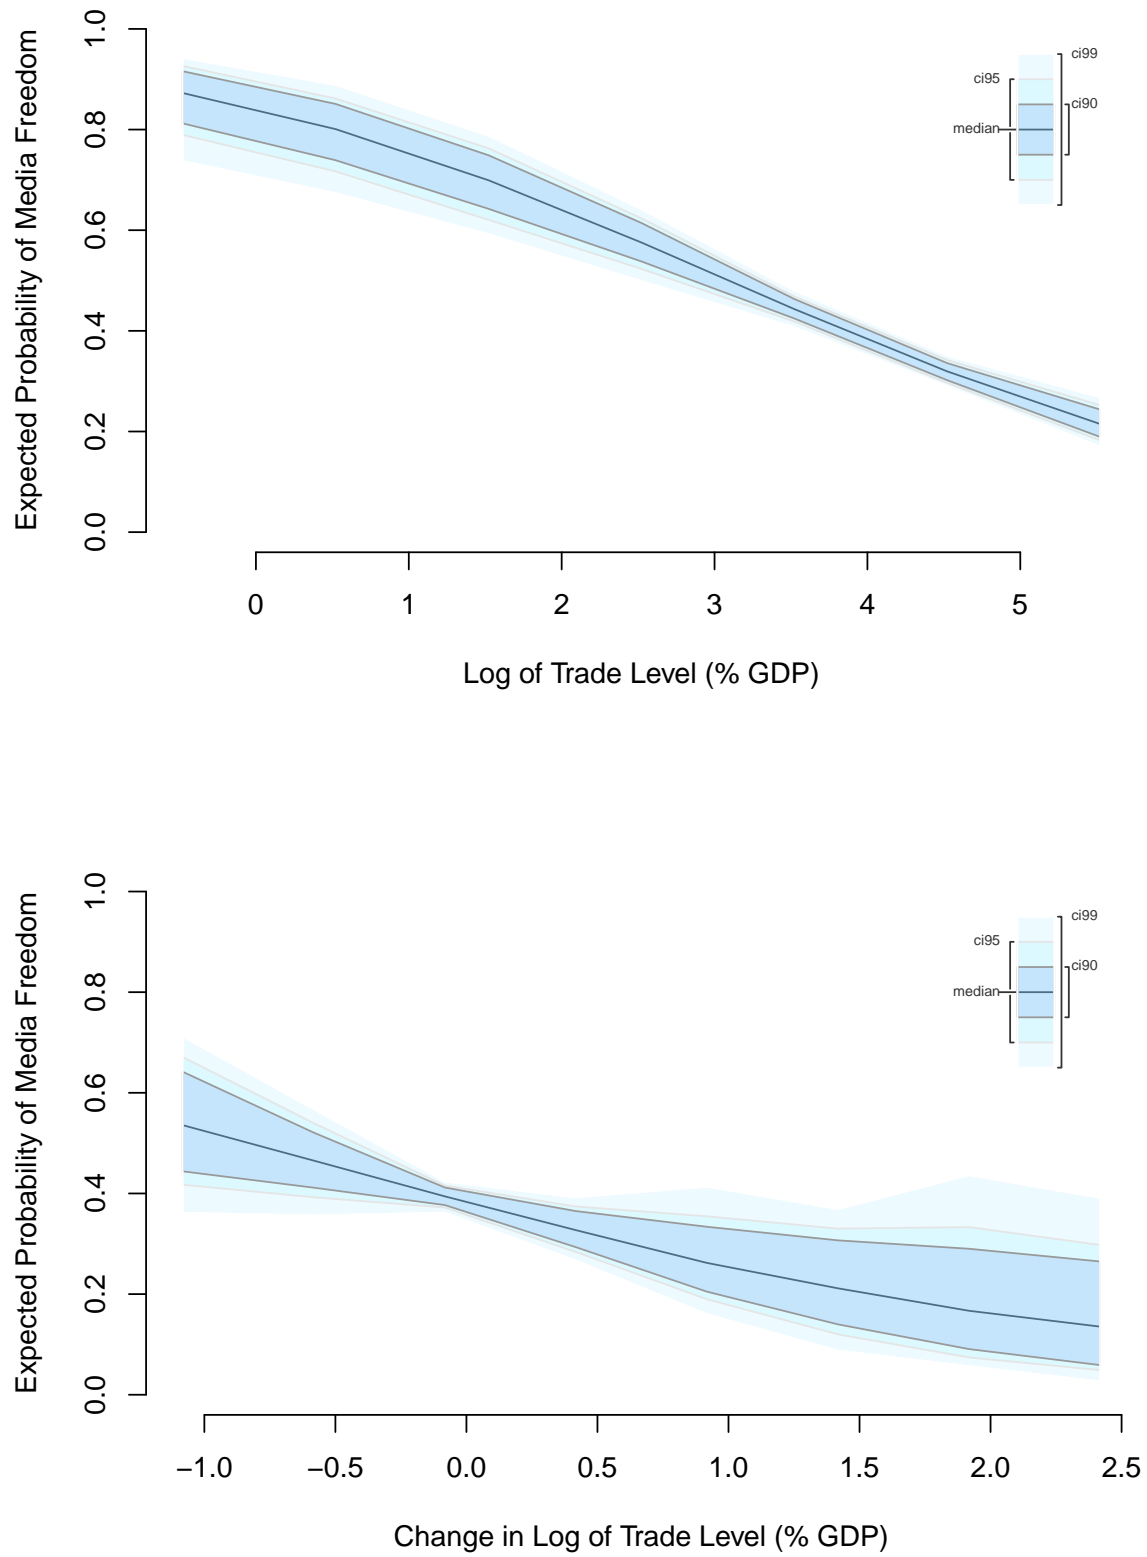 Expected Probability of Media Freedom
1.0
0.8
0.6
0.4
0.2
0.0
ci99
ci95
ci90
median
0 1 2 3 4 5
Log of Trade Level (% GDP)
Expected Probability of Media Freedom
1.0
0.8
0.6
0.4
0.2
0.0
ci99
ci95
ci90
median
−1.0 −0.5 0.0 0.5 1.0 1.5 2.0 2.5
Change in Log of Trade Level (% GDP)